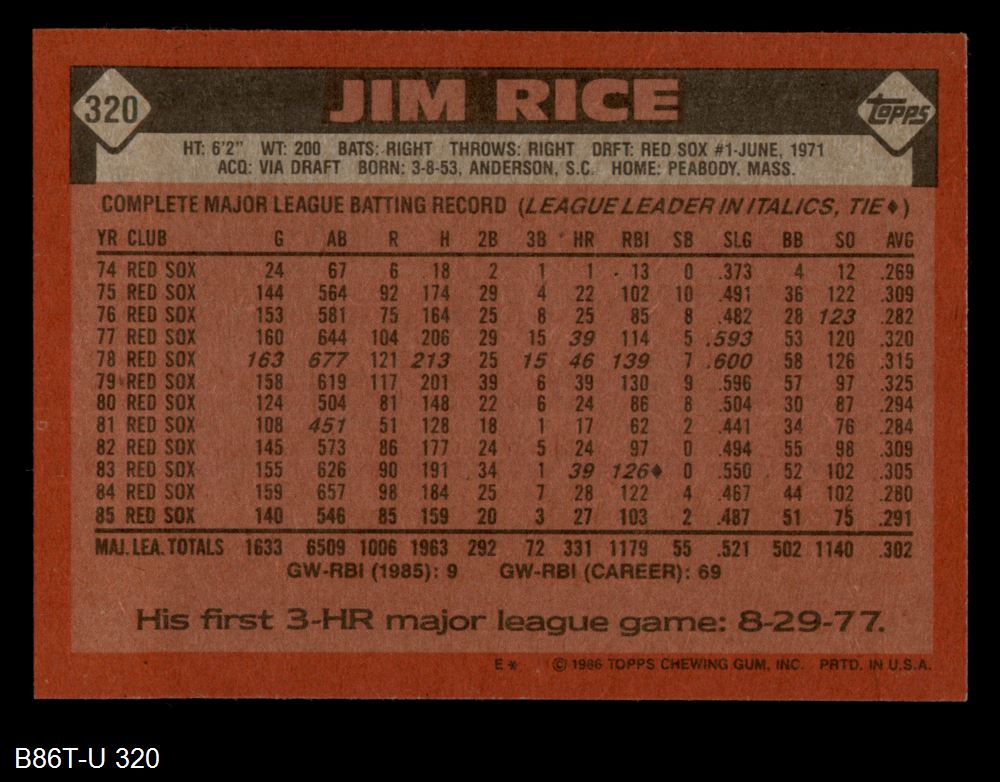 320
JIM RICE
topps
HT: 6'2" WT: 200 BATS: RIGHT THROWS: RIGHT DRFT: RED SOX #1-JUNE, 1971
ACQ: VIA DRAFT BORN: 3-8-53, ANDERSON, S.C. HOME: PEABODY, MASS.
COMPLETE MAJOR LEAGUE BATTING RECORD (LEAGUE LEADER IN ITALICS, TIE♦)
YR CLUB G AB R H 2B 3B HR RBI SB SLG BB SO AVG
74 RED SOX 24 67 6 18 2 1 1 13 0 .373 4 12 .269
75 RED SOX 144 564 92 174 29 4 22 102 10 .491 36 122 .309
76 RED SOX 153 581 75 164 25 8 25 85 8 .482 28 123 .282
77 RED SOX 160 644 104 206 29 15 39 114 5 .593 53 120 .320
78 RED SOX 163 677 121 213 25 15 46 139 7 .600 58 126 .315
79 RED SOX 158 619 117 201 39 6 39 130 9 .596 57 97 .325
80 RED SOX 124 504 81 148 22 6 24 86 8 .504 30 87 .294
81 RED SOX 108 451 51 128 18 1 17 62 2 .441 34 76 .284
82 RED SOX 145 573 86 177 24 5 24 97 0 .494 55 98 .309
83 RED SOX 155 626 90 191 34 1 39 126♦ 0 .550 52 102 .305
84 RED SOX 159 657 98 184 25 7 28 122 4 .467 44 102 .280
85 RED SOX 140 546 85 159 20 3 27 103 2 .487 51 75 .291
MAJ. LEA. TOTALS 1633 6509 1006 1963 292 72 331 1179 55 .521 502 1140 .302
GW-RBI (1985): 9 GW-RBI (CAREER): 69
His first 3-HR major league game: 8-29-77.
E* © 1986 TOPPS CHEWING GUM, INC. PRTD. IN U.S.A.
B86T-U 320